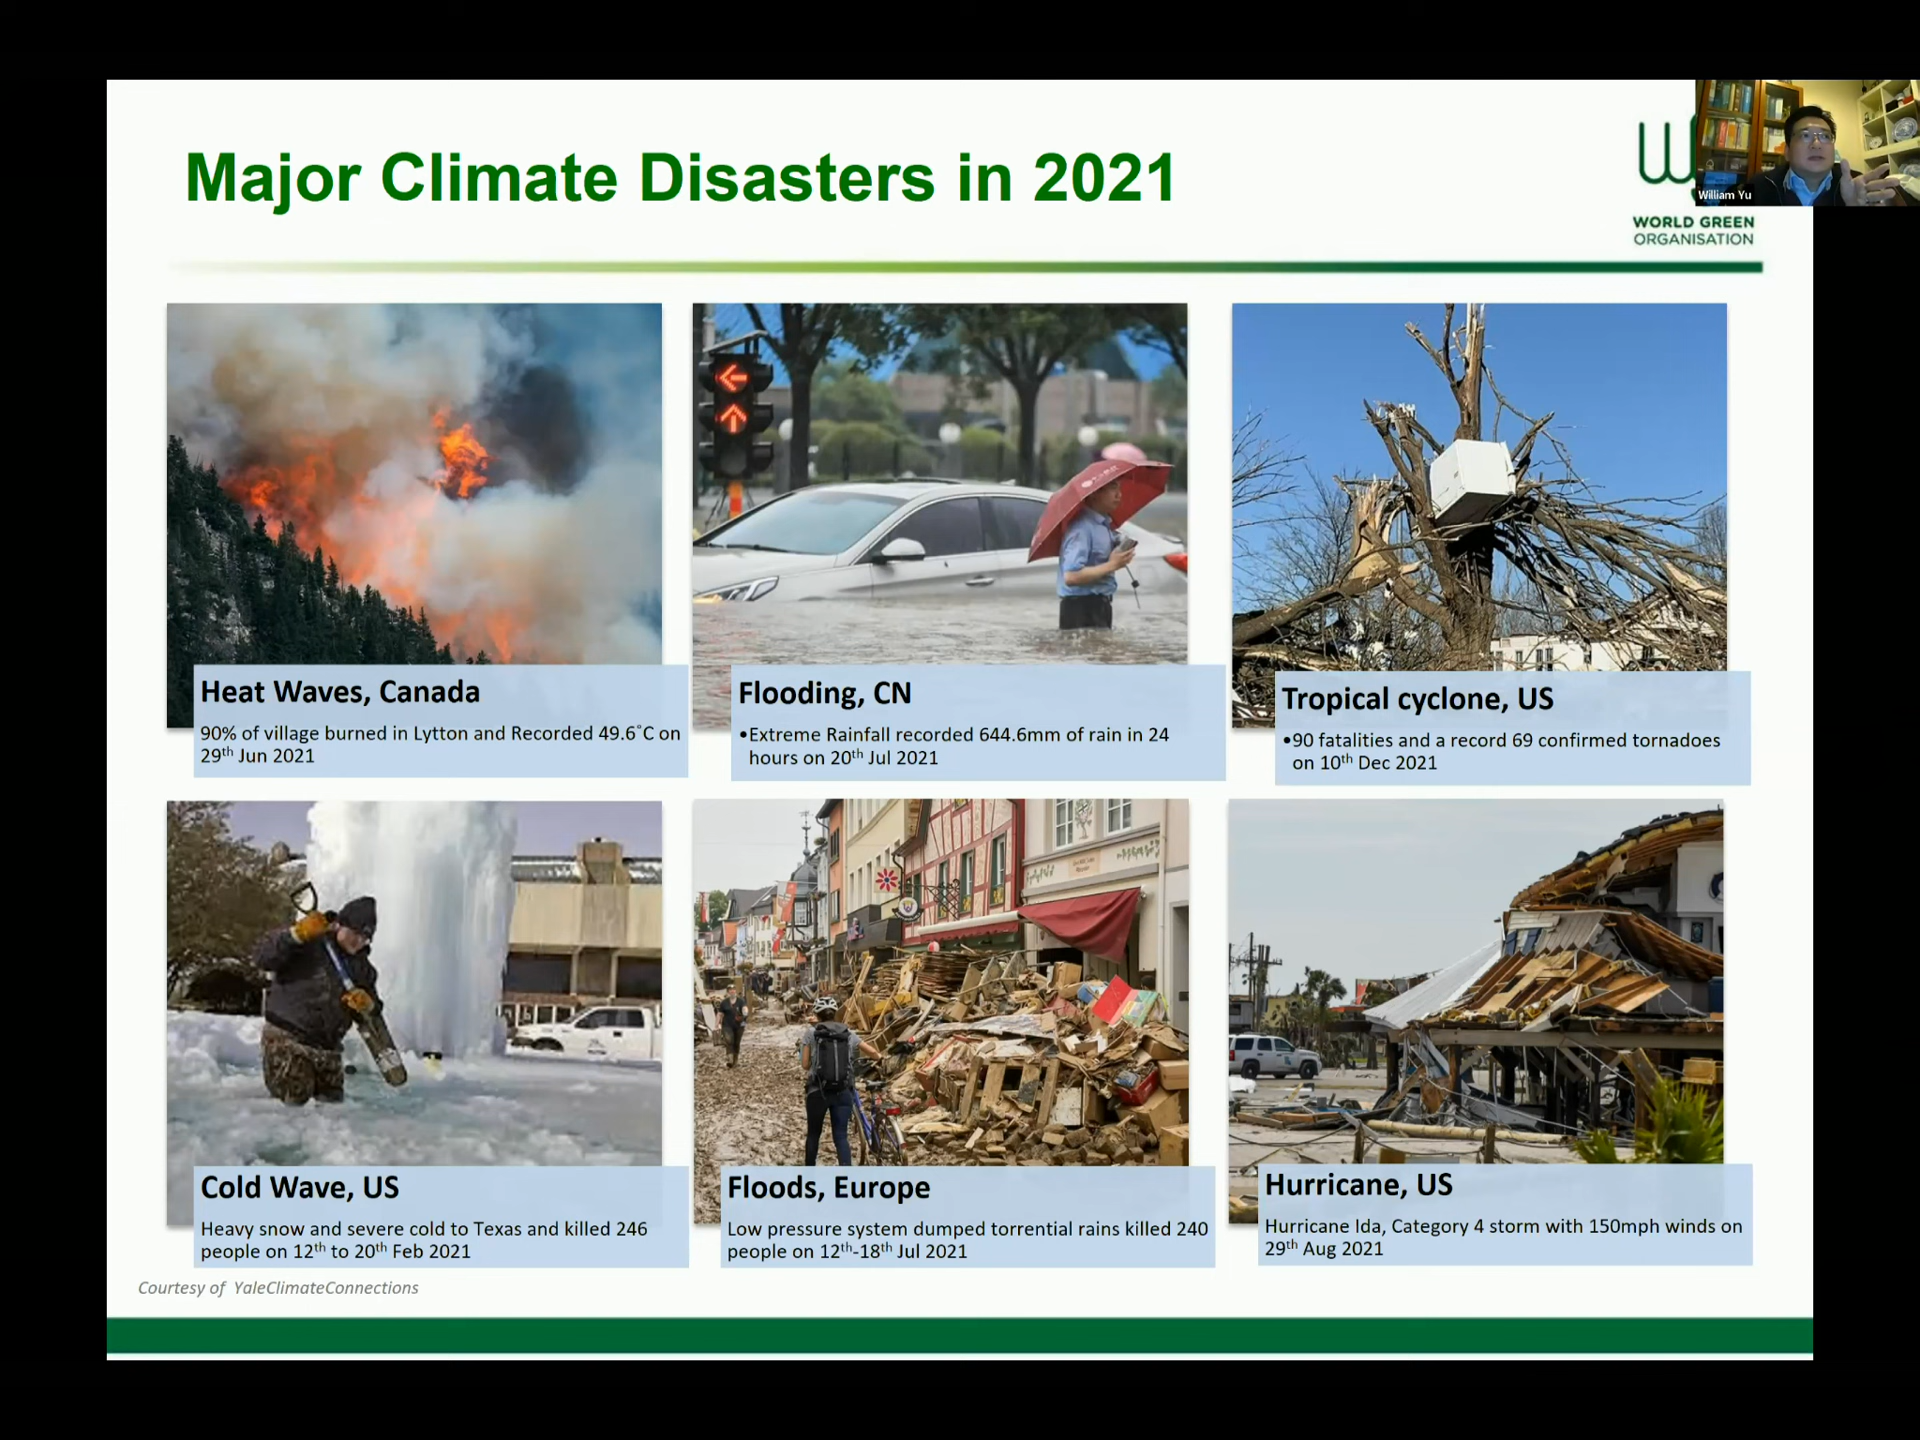 Major Climate Disasters in 2021
William Yu
WORLD GREEN
ORGANISATION
Heat Waves, Canada
90% of village burned in Lytton and Recorded 49.6°C on
29th Jun 2021
Flooding, CN
•Extreme Rainfall recorded 644.6mm of rain in 24
hours on 20th Jul 2021
Tropical cyclone, US
•90 fatalities and a record 69 confirmed tornadoes
on 10th Dec 2021
Cold Wave, US
Heavy snow and severe cold to Texas and killed 246
people on 12th to 20th Feb 2021
Floods, Europe
Low pressure system dumped torrential rains killed 240
people on 12th-18th Jul 2021
Hurricane, US
Hurricane Ida, Category 4 storm with 150mph winds on
29th Aug 2021
Courtesy of YaleClimateConnections